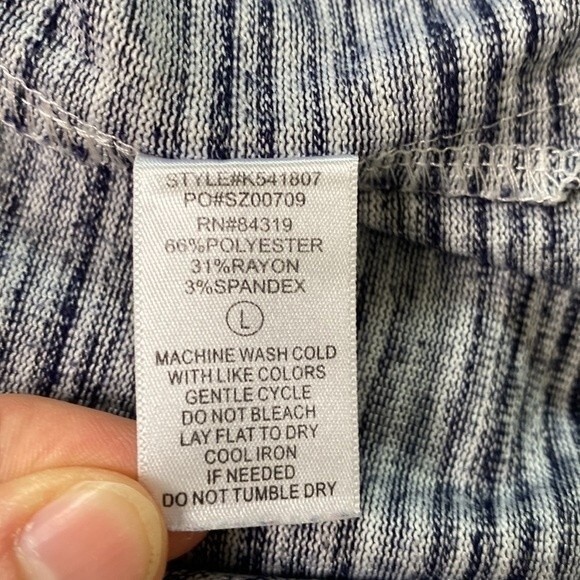 STYLE#K541807
PO#SZ00709
RN#84319
66%POLYESTER
31%RAYON
3%SPANDEX
L
MACHINE WASH COLD
WITH LIKE COLORS
GENTLE CYCLE
DO NOT BLEACH
LAY FLAT TO DRY
COOL IRON
IF NEEDED
DO NOT TUMBLE DRY